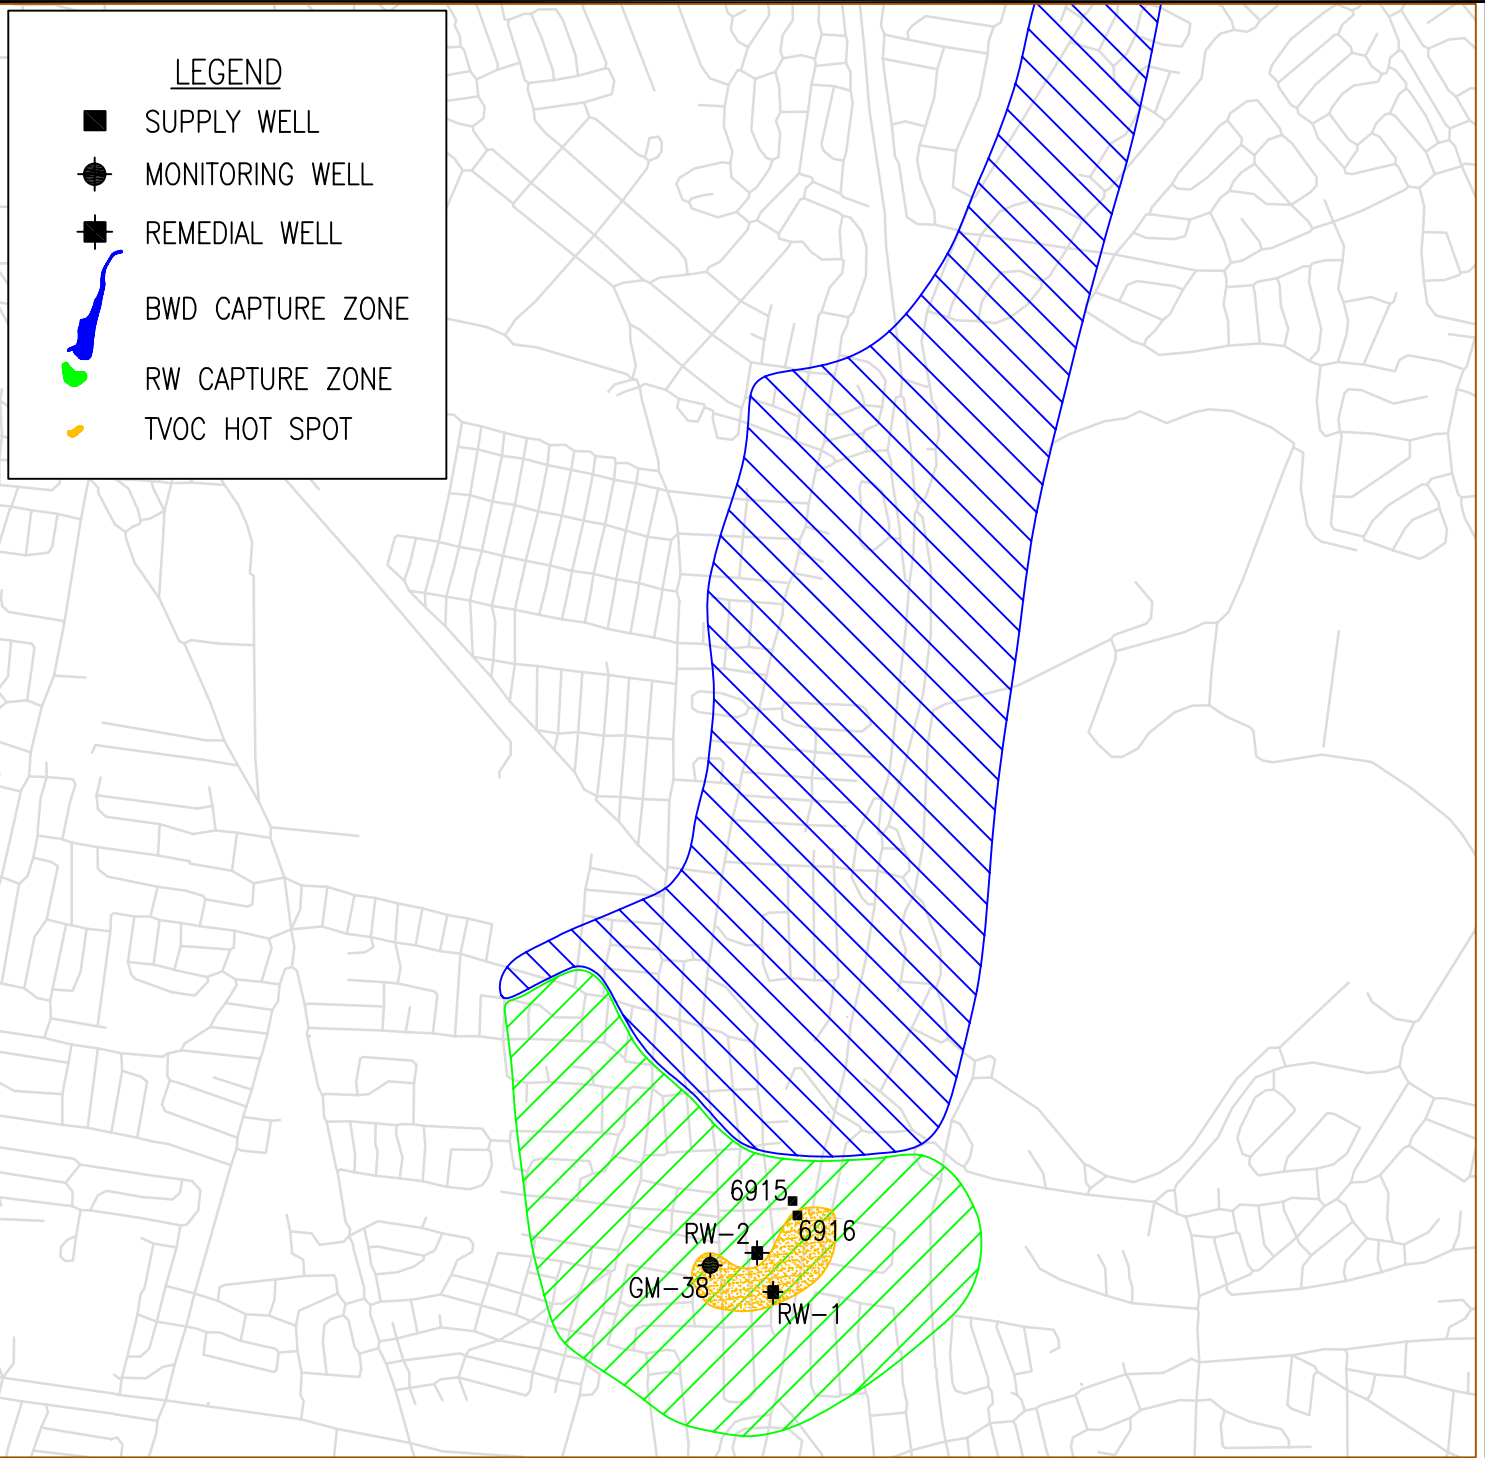 LEGEND
SUPPLY WELL
MONITORING WELL
REMEDIAL WELL
BWD CAPTURE ZONE
RW CAPTURE ZONE
TVOC HOT SPOT
6915
6916
RW-2
GM-38
RW-1